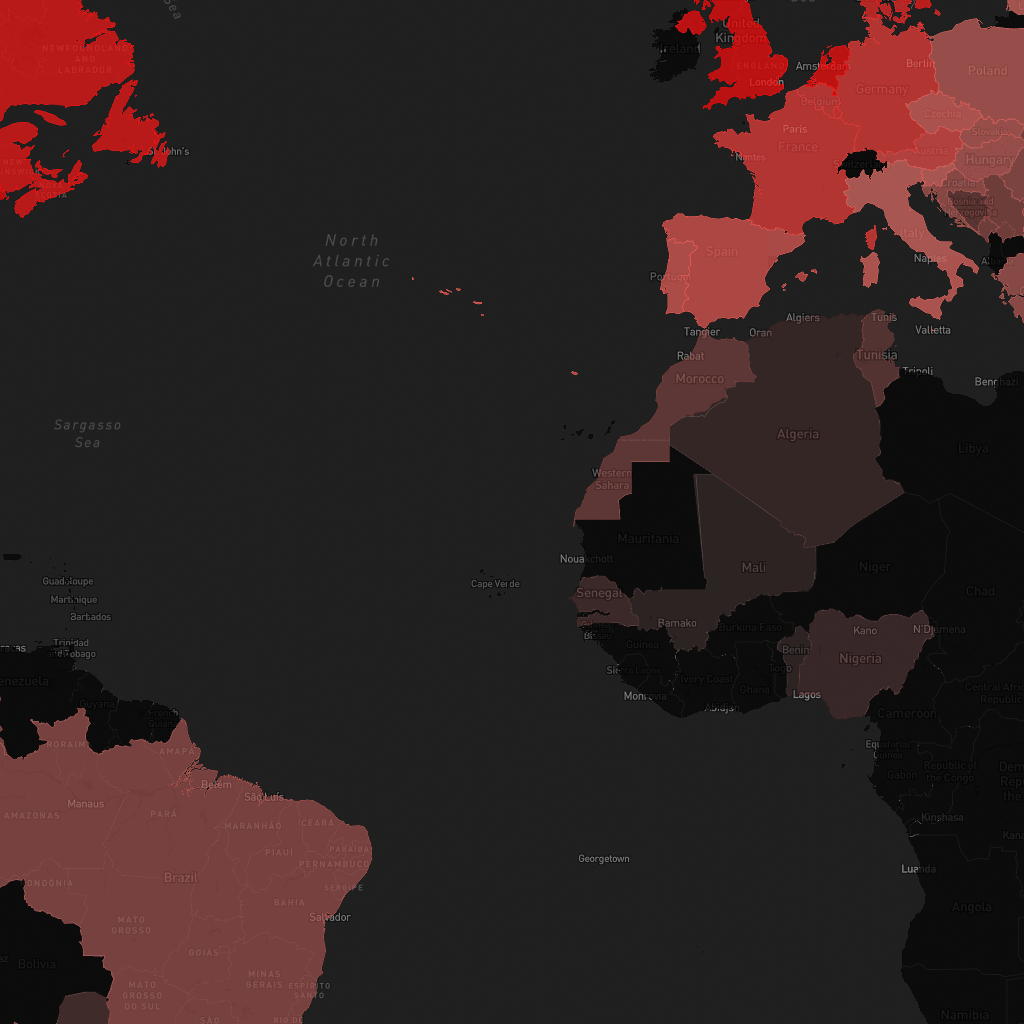 Sea
United
Kingdom
Ireland
ENGLAND
London
Amsterdam
Berlin
Poland
Germany
Belgium
NEWFOUNDLAND
AND
LABRADOR
Czechia
Slovakia
Paris
France
Nantes
Austria
Hungary
St. John's
Switzerland
Croatia
Bosnia and
Herzegovina
North
Atlantic
Ocean
Portugal
Spain
Italy
Naples
Algiers
Tunis
Valletta
Tangier
Oran
Rabat
Tunisia
Morocco
Tripoli
Benghazi
Sargasso
Sea
Algeria
Libya
Western
Sahara
Mauritania
Nouakchott
Mali
Niger
Chad
Guadeloupe
Martinique
Barbados
Cape Verde
Senegal
Bamako
Burkina Faso
Kano
N'Djamena
Trinidad
and Tobago
Guinea
Sierra Leone
Benin
Togo
Nigeria
Ivory Coast
Ghana
Monrovia
Abidjan
Lagos
Cameroon
Guyana
RORAIMA
AMAPÁ
Equatorial
Guinea
Gabon
Republic of
the Congo
Manaus
AMAZONAS
PARÁ
Belém
São Luís
MARANHÃO
CEARÁ
PIAUÍ
PARAÍBA
PERNAMBUCO
SERGIPE
Kinshasa
Brazil
BAHIA
Georgetown
Luanda
Angola
MATO
GROSSO
Salvador
GOIÁS
Bolivia
MATO
GROSSO
DO SUL
MINAS
GERAIS
ESPÍRITO
SANTO
SÃO
RIO DE
Namibia